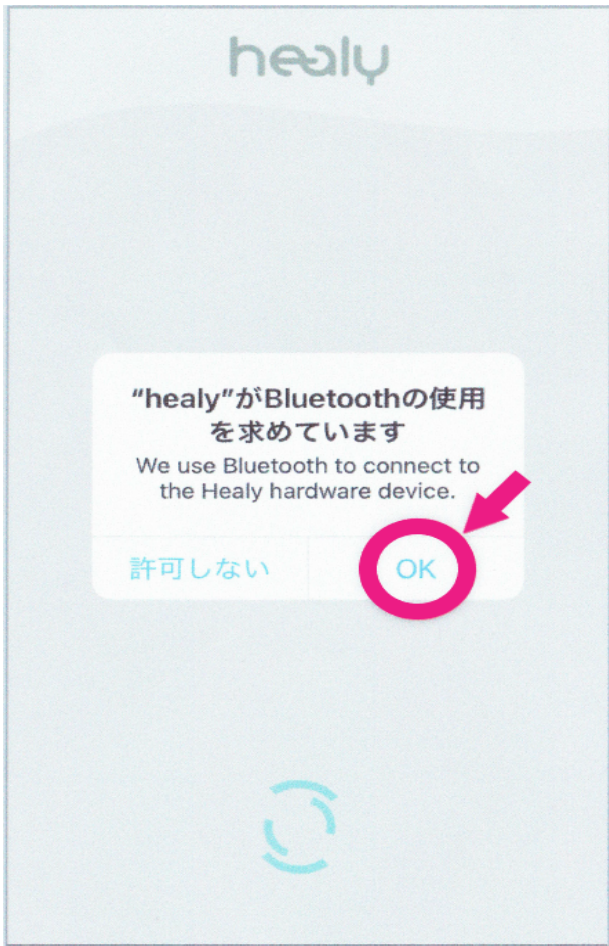 healy
“healy”がBluetoothの使用
を求めています
We use Bluetooth to connect to
the Healy hardware device.
許可しない
OK